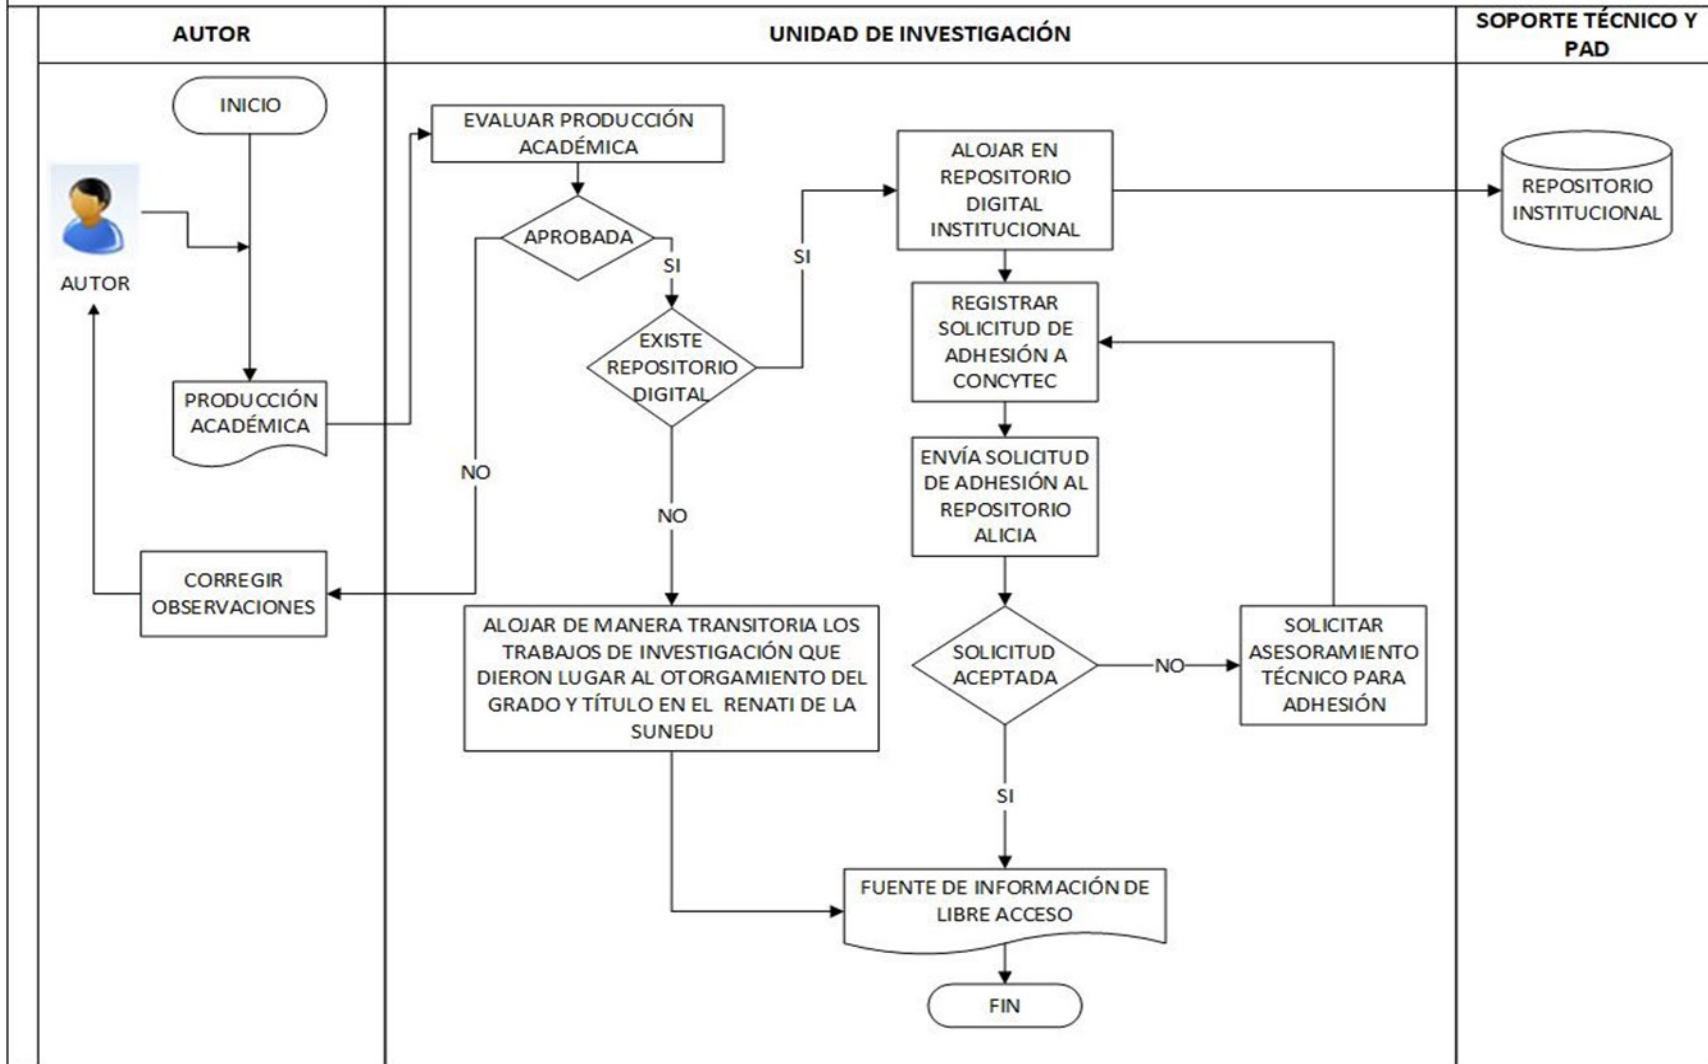 AUTOR
UNIDAD DE INVESTIGACIÓN
SOPORTE TÉCNICO Y
PAD
INICIO
AUTOR
PRODUCCIÓN
ACADÉMICA
CORREGIR
OBSERVACIONES
EVALUAR PRODUCCIÓN
ACADÉMICA
APROBADA
SI
NO
EXISTE
REPOSITORIO
DIGITAL
SI
NO
ALOJAR DE MANERA TRANSITORIA LOS
TRABAJOS DE INVESTIGACIÓN QUE
DIERON LUGAR AL OTORGAMIENTO DEL
GRADO Y TÍTULO EN EL RENATI DE LA
SUNEDU
ALOJAR EN
REPOSITORIO
DIGITAL
INSTITUCIONAL
REGISTRAR
SOLICITUD DE
ADHESIÓN A
CONCYTEC
ENVÍA SOLICITUD
DE ADHESIÓN AL
REPOSITORIO
ALICIA
SOLICITUD
ACEPTADA
NO
SOLICITAR
ASESORAMIENTO
TÉCNICO PARA
ADHESIÓN
SI
FUENTE DE INFORMACIÓN DE
LIBRE ACCESO
FIN
REPOSITORIO
INSTITUCIONAL